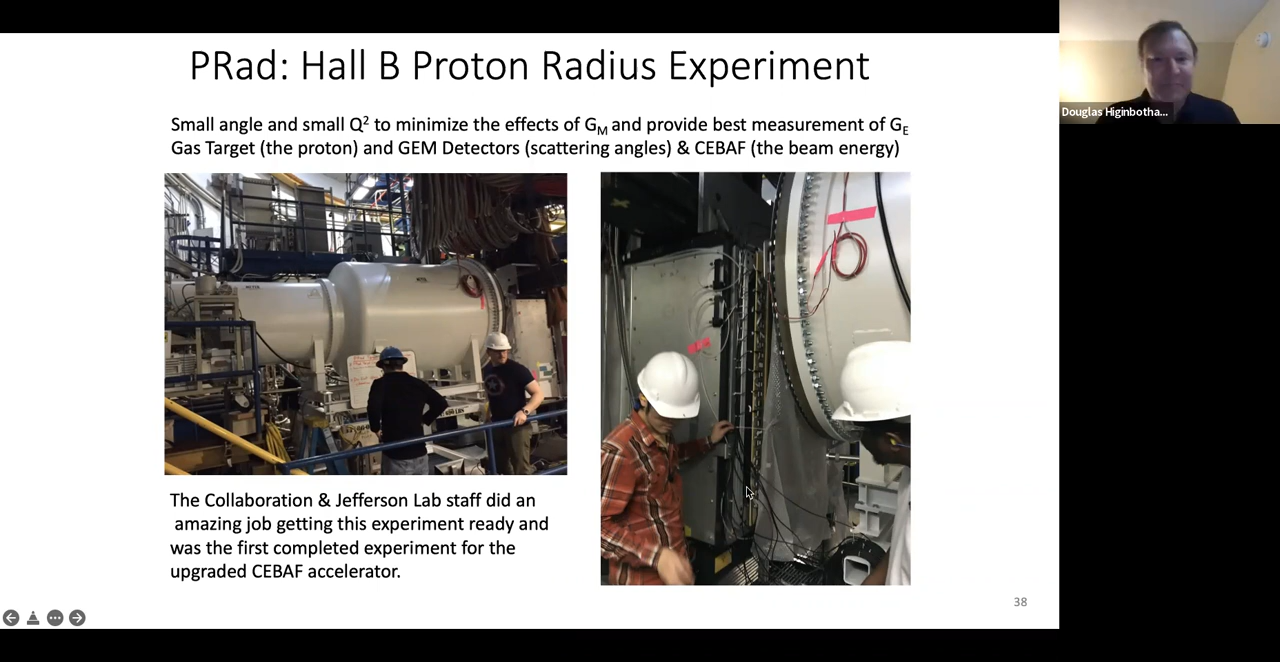 PRad: Hall B Proton Radius Experiment
Small angle and small Q² to minimize the effects of G_M and provide best measurement of G_E
Gas Target (the proton) and GEM Detectors (scattering angles) & CEBAF (the beam energy)
The Collaboration & Jefferson Lab staff did an
amazing job getting this experiment ready and
was the first completed experiment for the
upgraded CEBAF accelerator.
38
Douglas Higinbotha...